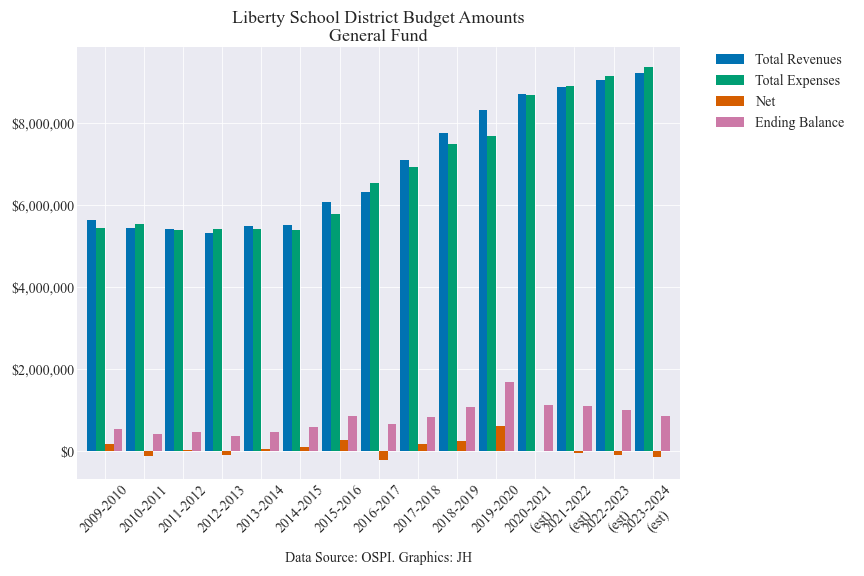 Liberty School District Budget Amounts
General Fund
Total Revenues
Total Expenses
Net
Ending Balance
$8,000,000
$6,000,000
$4,000,000
$2,000,000
$0
2009-2010
2010-2011
2011-2012
2012-2013
2013-2014
2014-2015
2015-2016
2016-2017
2017-2018
2018-2019
2019-2020
2020-2021
(est)
2021-2022
(est)
2022-2023
(est)
2023-2024
(est)
Data Source: OSPI. Graphics: JH